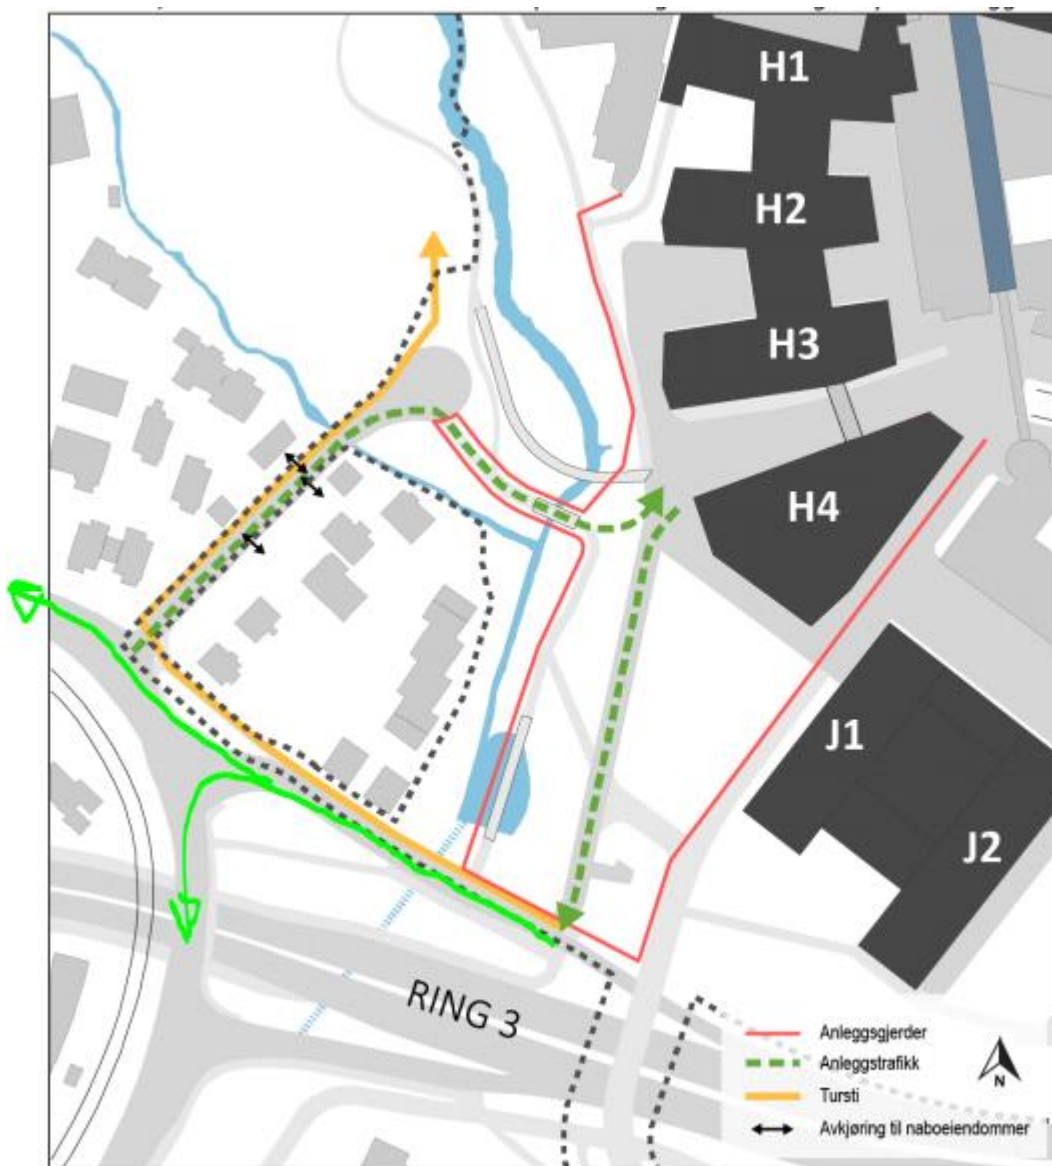 H1
H2
H3
H4
J1
J2
RING 3
Anleggsgjerder
Anleggstrafikk
Tursti
Avkjøring til naboeiendommer
N